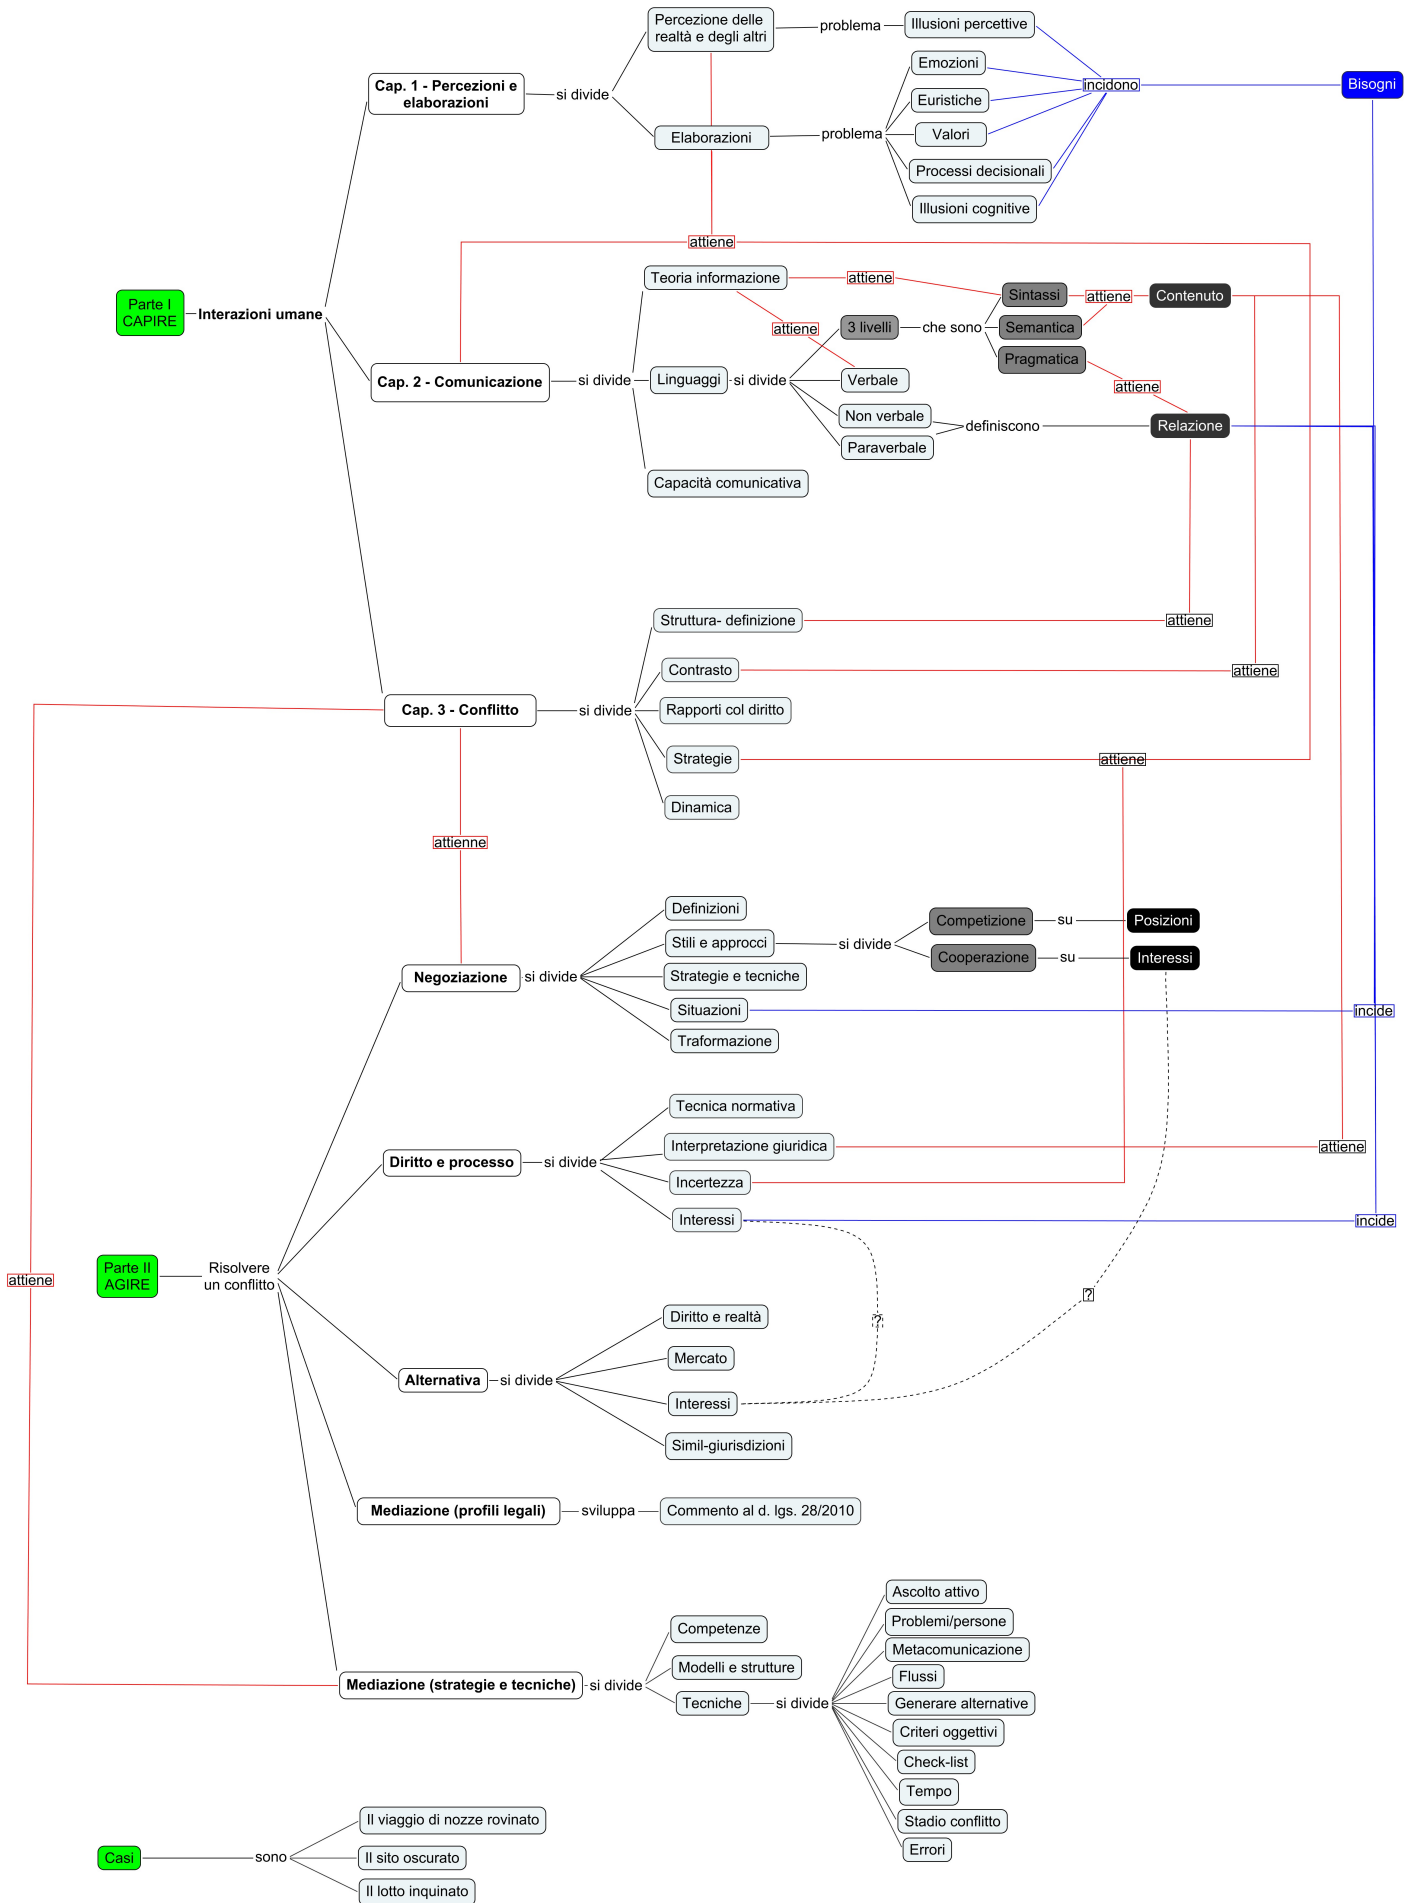 Percezione delle
realtà e degli altri
problema
Illusioni percettive
Emozioni
incidono
Bisogni
Cap. 1 - Percezioni e
elaborazioni
si divide
Euristiche
Elaborazioni
problema
Valori
Processi decisionali
Illusioni cognitive
attiene
Teoria informazione
attiene
Sintassi
attiene
Contenuto
Parte I
CAPIRE
Interazioni umane
attiene
3 livelli
che sono
Semantica
Pragmatica
Cap. 2 - Comunicazione
si divide
Linguaggi
si divide
Verbale
attiene
Non verbale
definiscono
Relazione
Paraverbale
Capacità comunicativa
Struttura- definizione
attiene
Contrasto
attiene
Cap. 3 - Conflitto
si divide
Rapporti col diritto
Strategie
attiene
Dinamica
attienne
Definizioni
Competizione
su
Posizioni
Stili e approcci
si divide
Cooperazione
su
Interessi
Negoziazione
si divide
Strategie e tecniche
Situazioni
incide
Traformazione
Tecnica normativa
Interpretazione giuridica
attiene
Diritto e processo
si divide
Incertezza
Interessi
incide
Parte II
AGIRE
Risolvere
un conflitto
attiene
?
Diritto e realtà
?
Mercato
Alternativa
si divide
Interessi
Simil-giurisdizioni
Mediazione (profili legali)
sviluppa
Commento al d. lgs. 28/2010
Ascolto attivo
Competenze
Problemi/persone
Metacomunicazione
Modelli e strutture
Flussi
Mediazione (strategie e tecniche)
si divide
Tecniche
si divide
Generare alternative
Criteri oggettivi
Check-list
Tempo
Stadio conflitto
Errori
Il viaggio di nozze rovinato
Casi
sono
Il sito oscurato
Il lotto inquinato